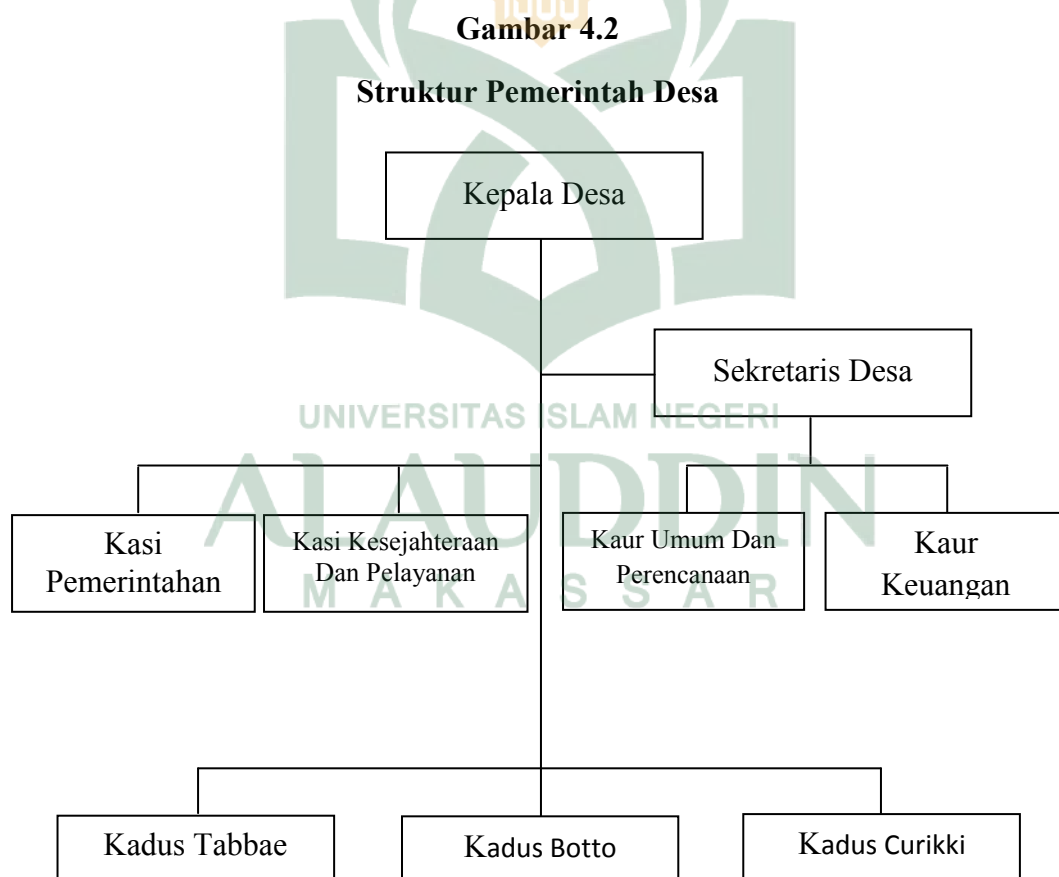 Gambar 4.2
Struktur Pemerintah Desa
Kepala Desa
Sekretaris Desa
UNIVERSITAS ISLAM NEGERI
ALAUDDIN
MAKASSAR
Kasi
Pemerintahan
Kasi Kesejahteraan
Dan Pelayanan
Kaur Umum Dan
Perencanaan
Kaur
Keuangan
Kadus Tabbae
Kadus Botto
Kadus Curikki